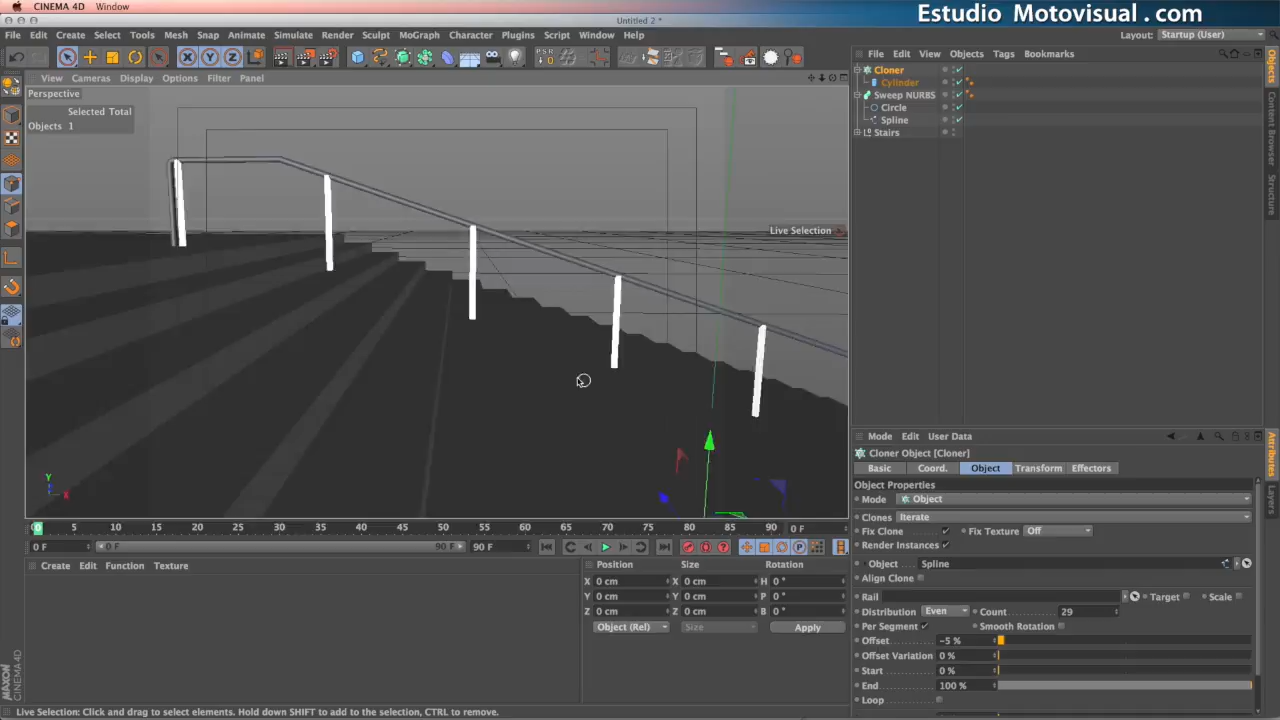 CINEMA 4D Window
Untitled 2 *
Estudio Motovisual . com
File Edit Create Select Tools Mesh Snap Animate Simulate Render Sculpt MoGraph Character Plugins Script Window Help
Layout: Startup (User)
PSR
X Y Z
View Cameras Display Options Filter Panel
File Edit View Objects Tags Bookmarks
Perspective
Selected Total
Objects 1
Live Selection
Cloner
Cylinder
Sweep NURBS
Circle
Spline
Stairs
Objects
Content Browser
Structure
Mode Edit User Data
Cloner Object [Cloner]
Basic Coord. Object Transform Effectors
Object Properties
Mode Object
Clones Iterate
Fix Clone Fix Texture Off
Render Instances
Object Spline
Align Clone
Rail Target Scale
Distribution Even Count 29
Per Segment Smooth Rotation
Offset -5 %
Offset Variation 0 %
Start 0 %
End 100 %
Loop
Attributes
Layers
Y
X
0 5 10 15 20 25 30 35 40 45 50 55 60 65 70 75 80 85 90 0 F
0 F 0 F 90 F 90 F
Create Edit Function Texture
Position Size Rotation
X 0 cm X 0 cm H 0 °
Y 0 cm Y 0 cm P 0 °
Z 0 cm Z 0 cm B 0 °
Object (Rel) Size Apply
MAXON
CINEMA 4D
Live Selection: Click and drag to select elements. Hold down SHIFT to add to the selection, CTRL to remove.